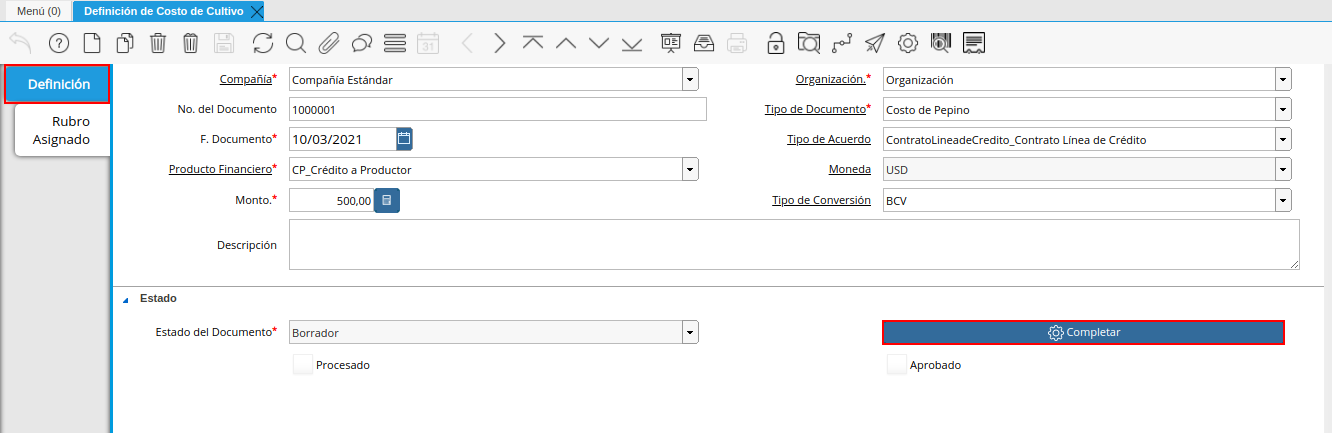 Menú (0)
Definición de Costo de Cultivo
31
Definición
Rubro
Asignado
Compañía* Compañía Estándar
Organización.* Organización
No. del Documento 1000001
Tipo de Documento* Costo de Pepino
F. Documento* 10/03/2021
Tipo de Acuerdo ContratoLineadeCredito_Contrato Línea de Crédito
Producto Financiero* CP_Crédito a Productor
Moneda USD
Monto.* 500,00
Tipo de Conversión BCV
Descripción
Estado
Estado del Documento* Borrador
Completar
Procesado
Aprobado